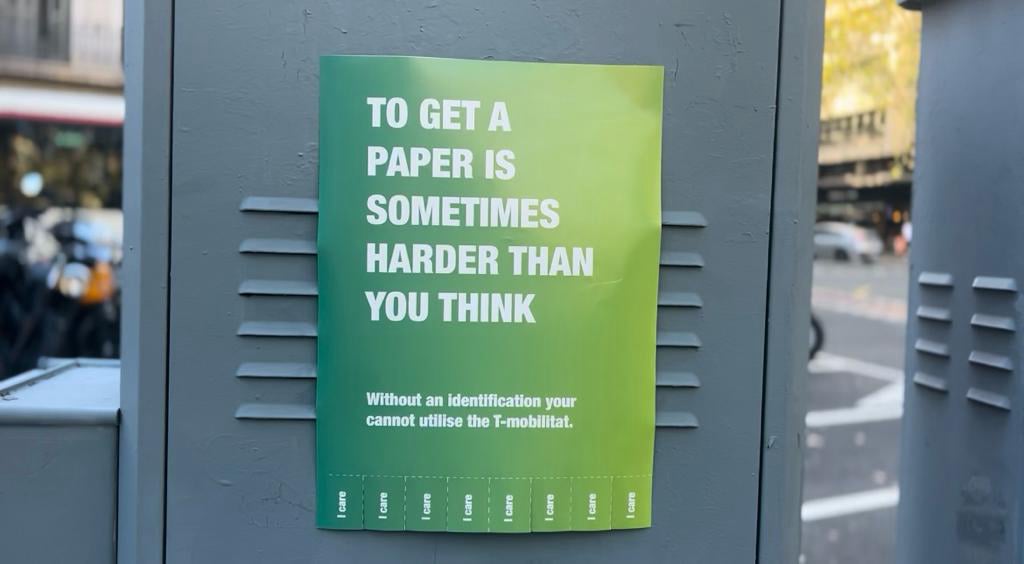 TO GET A
PAPER IS
SOMETIMES
HARDER THAN
YOU THINK
Without an identification your
cannot utilise the T-mobilitat.
I care
I care
I care
I care
I care
I care
I care
I care